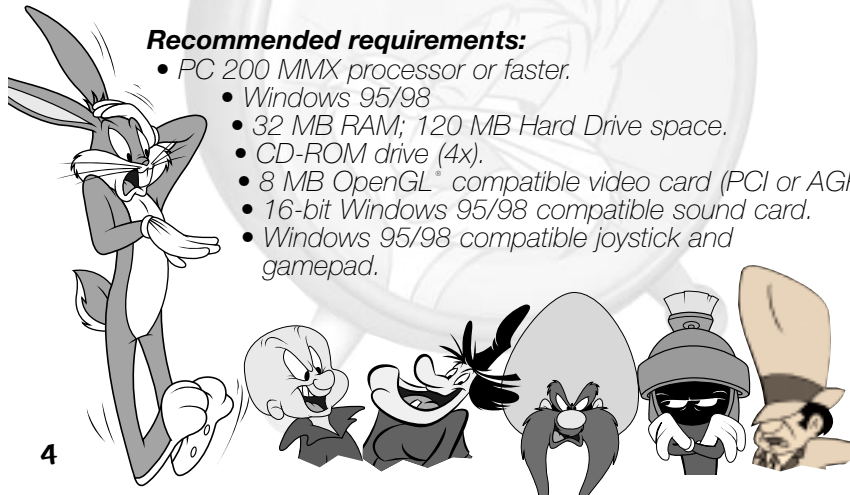 Recommended requirements:
• PC 200 MMX processor or faster.
• Windows 95/98
• 32 MB RAM; 120 MB Hard Drive space.
• CD-ROM drive (4x).
• 8 MB OpenGL® compatible video card (PCI or AGP
• 16-bit Windows 95/98 compatible sound card.
• Windows 95/98 compatible joystick and
gamepad.
4